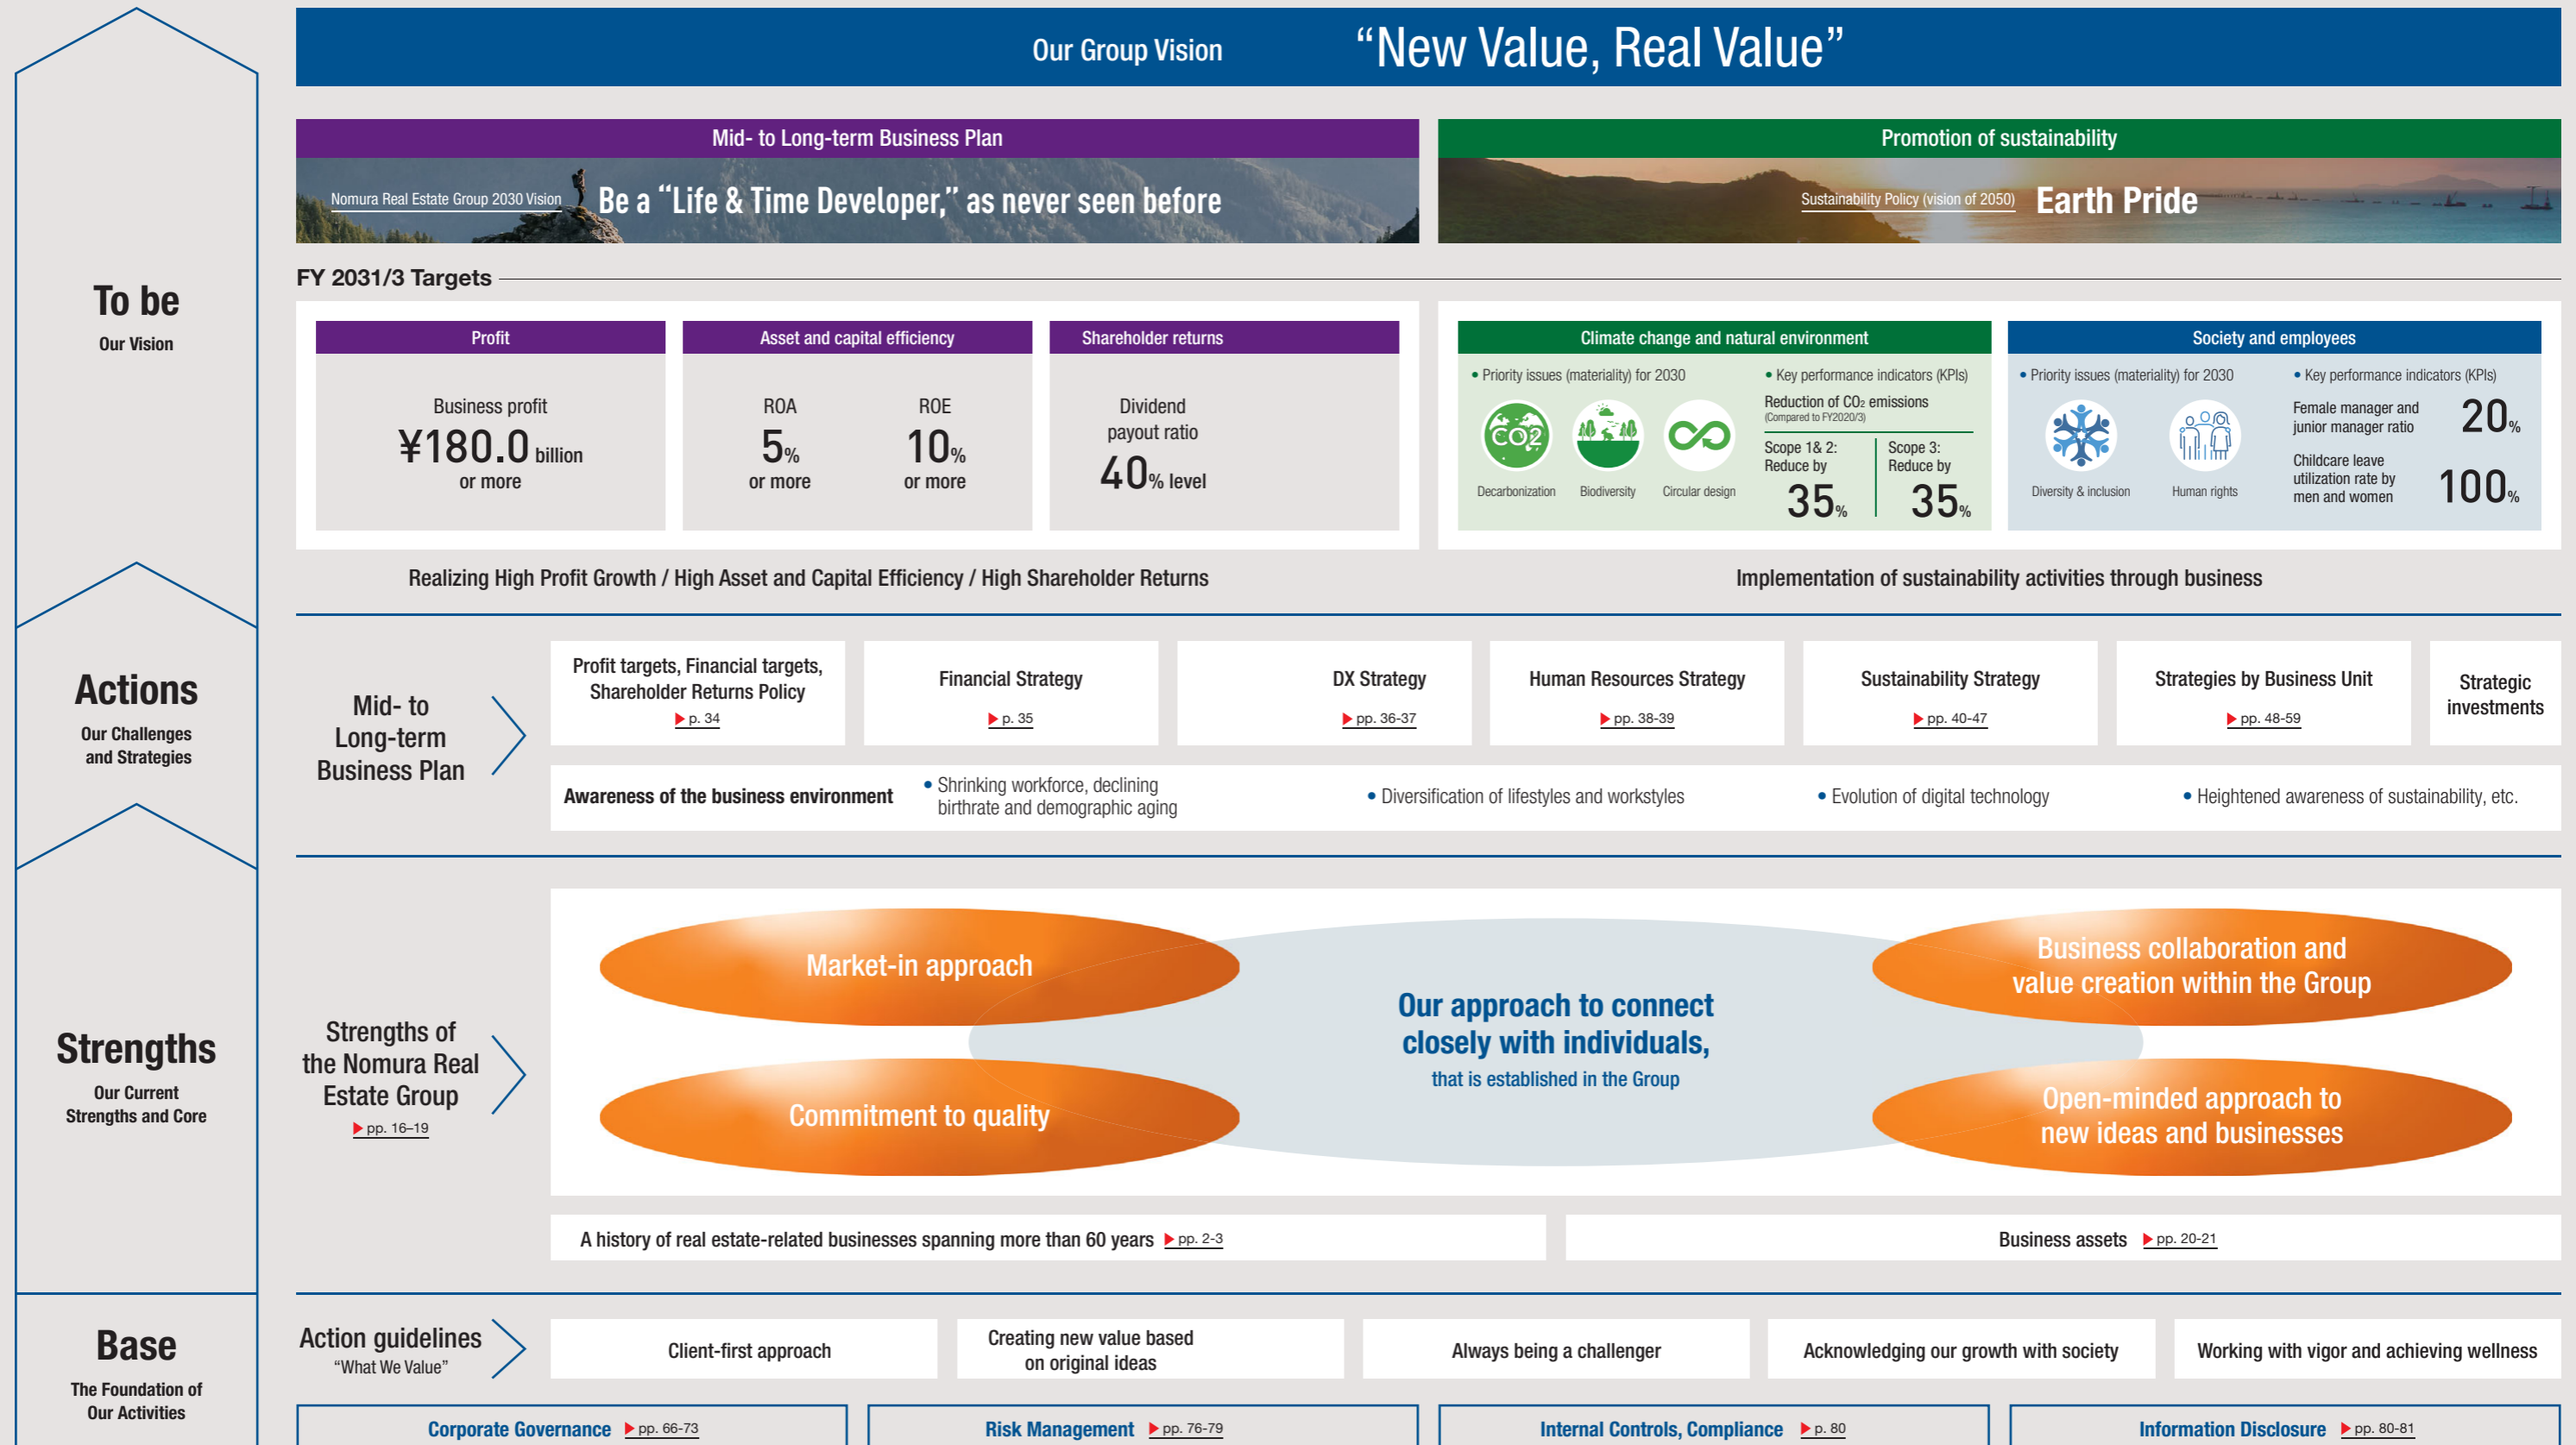 Our Group Vision “New Value, Real Value”
Mid- to Long-term Business Plan
Nomura Real Estate Group 2030 Vision Be a “Life & Time Developer,” as never seen before
Promotion of sustainability
Sustainability Policy (vision of 2050) Earth Pride
To be
Our Vision
FY 2031/3 Targets
Profit
Business profit
¥180.0 billion
or more
Asset and capital efficiency
ROA
5%
or more
ROE
10%
or more
Shareholder returns
Dividend
payout ratio
40% level
Climate change and natural environment
• Priority issues (materiality) for 2030
CO2
Decarbonization
Biodiversity
Circular design
• Key performance indicators (KPIs)
Reduction of CO2 emissions
(Compared to FY2020/3)
Scope 1& 2:
Reduce by
35%
Scope 3:
Reduce by
35%
Society and employees
• Priority issues (materiality) for 2030
Diversity & inclusion
Human rights
• Key performance indicators (KPIs)
Female manager and
junior manager ratio
20%
Childcare leave
utilization rate by
men and women
100%
Realizing High Profit Growth / High Asset and Capital Efficiency / High Shareholder Returns
Implementation of sustainability activities through business
Actions
Our Challenges
and Strategies
Mid- to
Long-term
Business Plan
Profit targets, Financial targets,
Shareholder Returns Policy
p. 34
Financial Strategy
p. 35
DX Strategy
pp. 36-37
Human Resources Strategy
pp. 38-39
Sustainability Strategy
pp. 40-47
Strategies by Business Unit
pp. 48-59
Strategic
investments
Awareness of the business environment
• Shrinking workforce, declining
birthrate and demographic aging
• Diversification of lifestyles and workstyles
• Evolution of digital technology
• Heightened awareness of sustainability, etc.
Strengths
Our Current
Strengths and Core
Strengths of
the Nomura Real
Estate Group
pp. 16–19
Market-in approach
Commitment to quality
Our approach to connect
closely with individuals,
that is established in the Group
Business collaboration and
value creation within the Group
Open-minded approach to
new ideas and businesses
A history of real estate-related businesses spanning more than 60 years pp. 2-3
Business assets pp. 20-21
Base
The Foundation of
Our Activities
Action guidelines
“What We Value”
Client-first approach
Creating new value based
on original ideas
Always being a challenger
Acknowledging our growth with society
Working with vigor and achieving wellness
Corporate Governance pp. 66-73
Risk Management pp. 76-79
Internal Controls, Compliance p. 80
Information Disclosure pp. 80-81